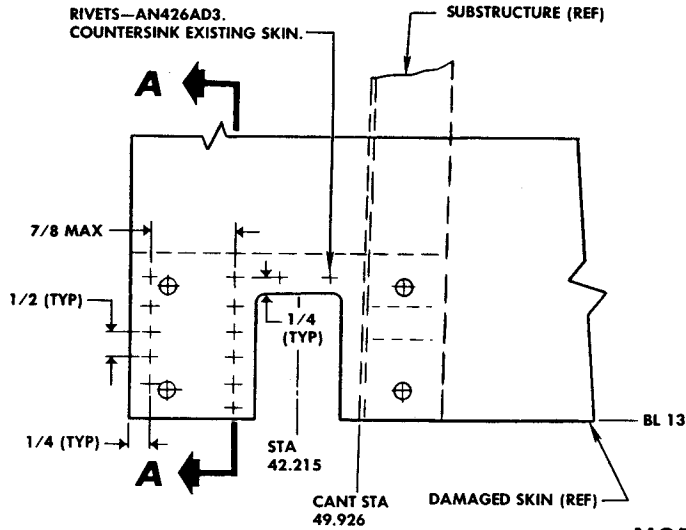 RIVETS—AN426AD3.
COUNTERSINK EXISTING SKIN.
SUBSTRUCTURE (REF)
A
7/8 MAX
1/2 (TYP)
1/4
(TYP)
1/4 (TYP)
A
STA
42.215
CANT STA
49.926
BL 13
DAMAGED SKIN (REF)